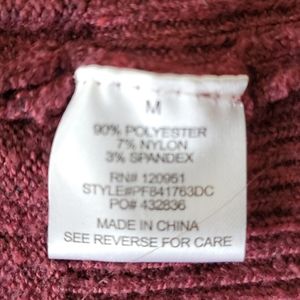 M
90% POLYESTER
7% NYLON
3% SPANDEX
RN# 120951
STYLE#PF841763DC
PO# 432836
MADE IN CHINA
SEE REVERSE FOR CARE